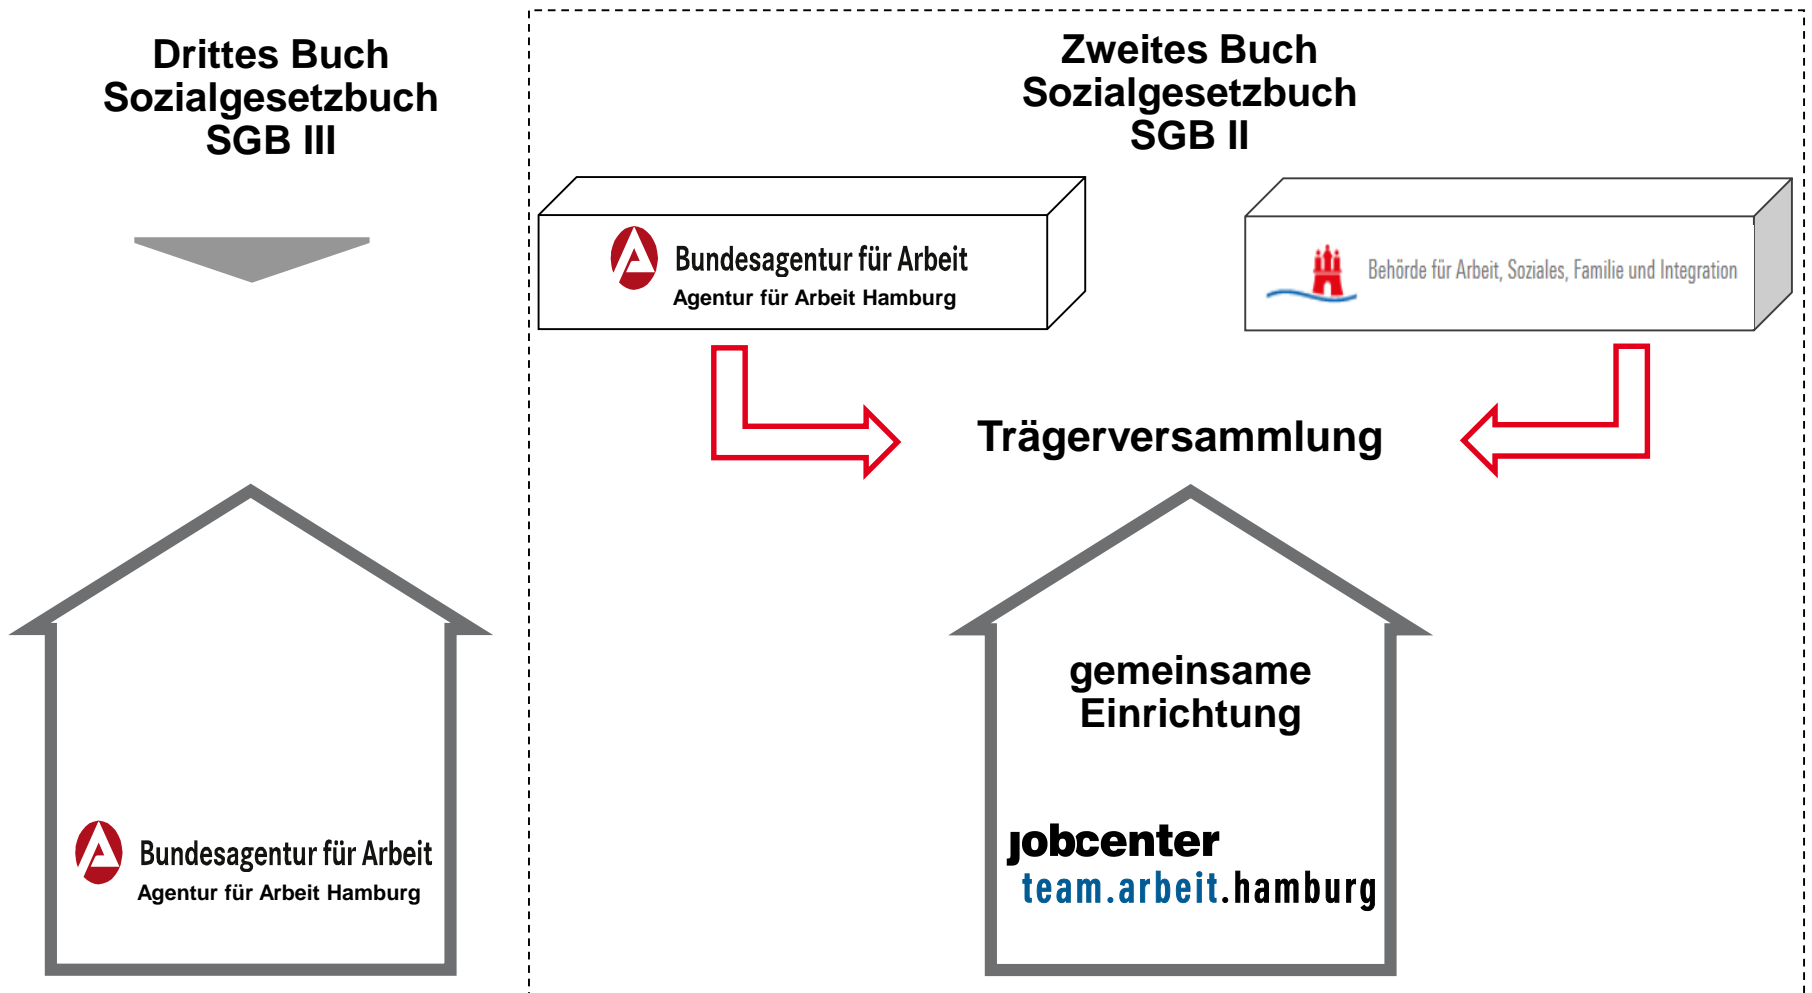 Drittes Buch
Sozialgesetzbuch
SGB III
Zweites Buch
Sozialgesetzbuch
SGB II
Bundesagentur für Arbeit
Agentur für Arbeit Hamburg
Behörde für Arbeit, Soziales, Familie und Integration
Trägerversammlung
gemeinsame
Einrichtung
Bundesagentur für Arbeit
Agentur für Arbeit Hamburg
jobcenter
team.arbeit.hamburg